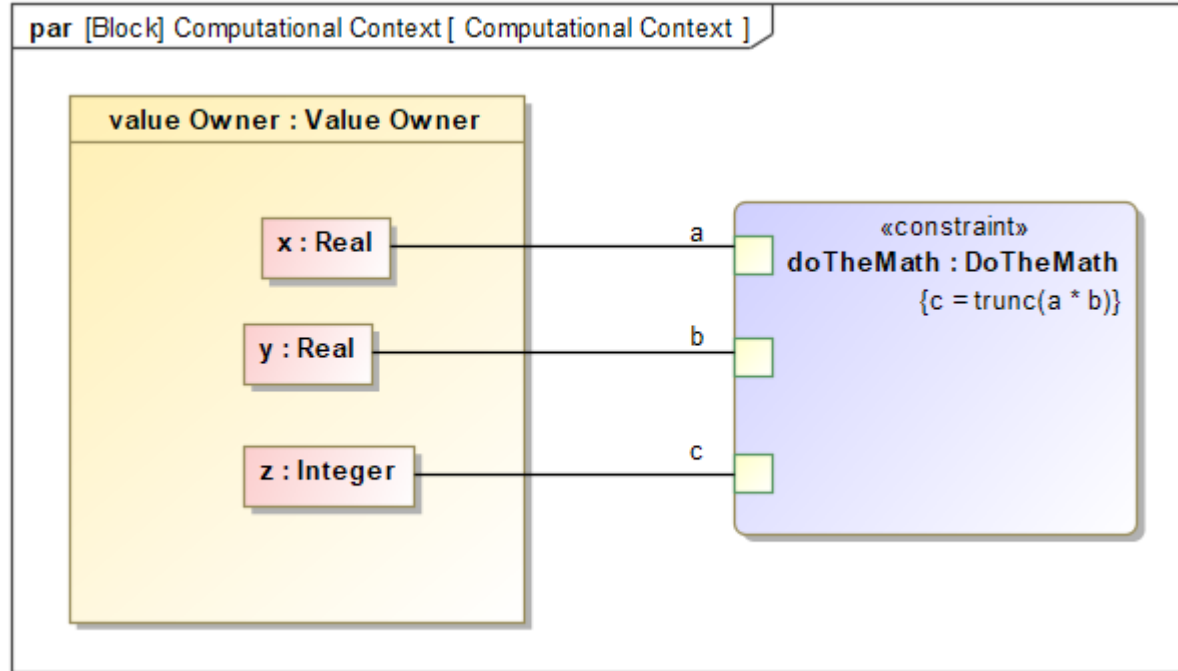 par [Block] Computational Context [ Computational Context ]
value Owner : Value Owner
x : Real
y : Real
z : Integer
a
b
c
«constraint»
doTheMath : DoTheMath
{c = trunc(a * b)}